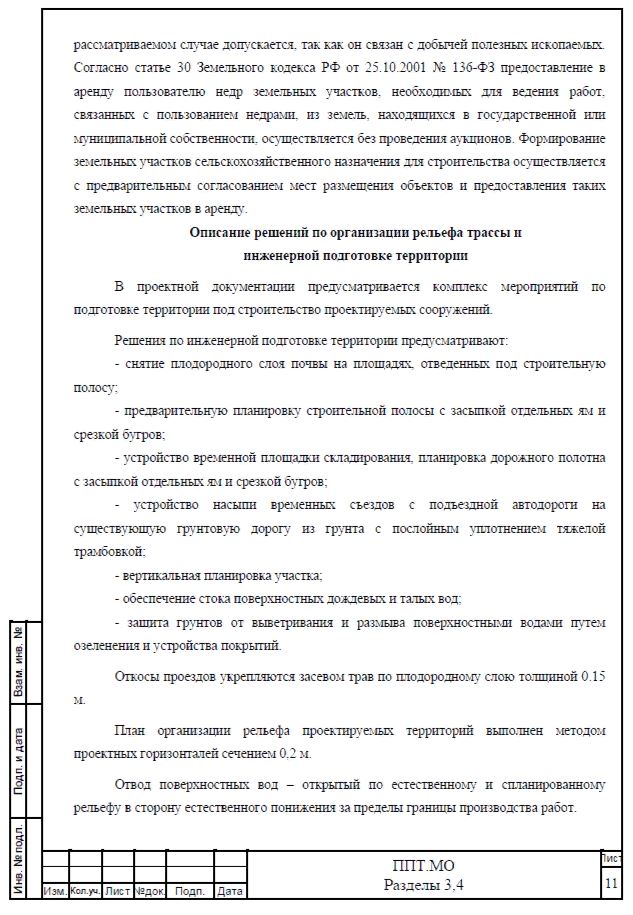 рассматриваемом случае допускается, так как он связан с добычей полезных ископаемых.
Согласно статье 30 Земельного кодекса РФ от 25.10.2001 № 136-ФЗ предоставление в
аренду пользователю недр земельных участков, необходимых для ведения работ,
связанных с пользованием недрами, из земель, находящихся в государственной или
муниципальной собственности, осуществляется без проведения аукционов. Формирование
земельных участков сельскохозяйственного назначения для строительства осуществляется
с предварительным согласованием мест размещения объектов и предоставления таких
земельных участков в аренду.
Описание решений по организации рельефа трассы и
инженерной подготовке территории
В проектной документации предусматривается комплекс мероприятий по
подготовке территории под строительство проектируемых сооружений.
Решения по инженерной подготовке территории предусматривают:
- снятие плодородного слоя почвы на площадях, отведенных под строительную
полосу;
- предварительную планировку строительной полосы с засыпкой отдельных ям и
срезкой бугров;
- устройство временной площадки складирования, планировка дорожного полотна
с засыпкой отдельных ям и срезкой бугров;
- устройство насыпи временных съездов с подъездной автодороги на
существующую грунтовую дорогу из грунта с послойным уплотнением тяжелой
трамбовкой;
- вертикальная планировка участка;
- обеспечение стока поверхностных дождевых и талых вод;
- защита грунтов от выветривания и размыва поверхностными водами путем
озеленения и устройства покрытий.
Откосы проездов укрепляются засевом трав по плодородному слою толщиной 0.15
м.
План организации рельефа проектируемых территорий выполнен методом
проектных горизонталей сечением 0,2 м.
Отвод поверхностных вод – открытый по естественному и спланированному
рельефу в сторону естественного понижения за пределы границы производства работ.
Взам. инв. №
Подп. и дата
Инв. № подл.
Изм. Кол.уч. Лист №док. Подп. Дата
ППТ.МО
Разделы 3,4
Лист
11